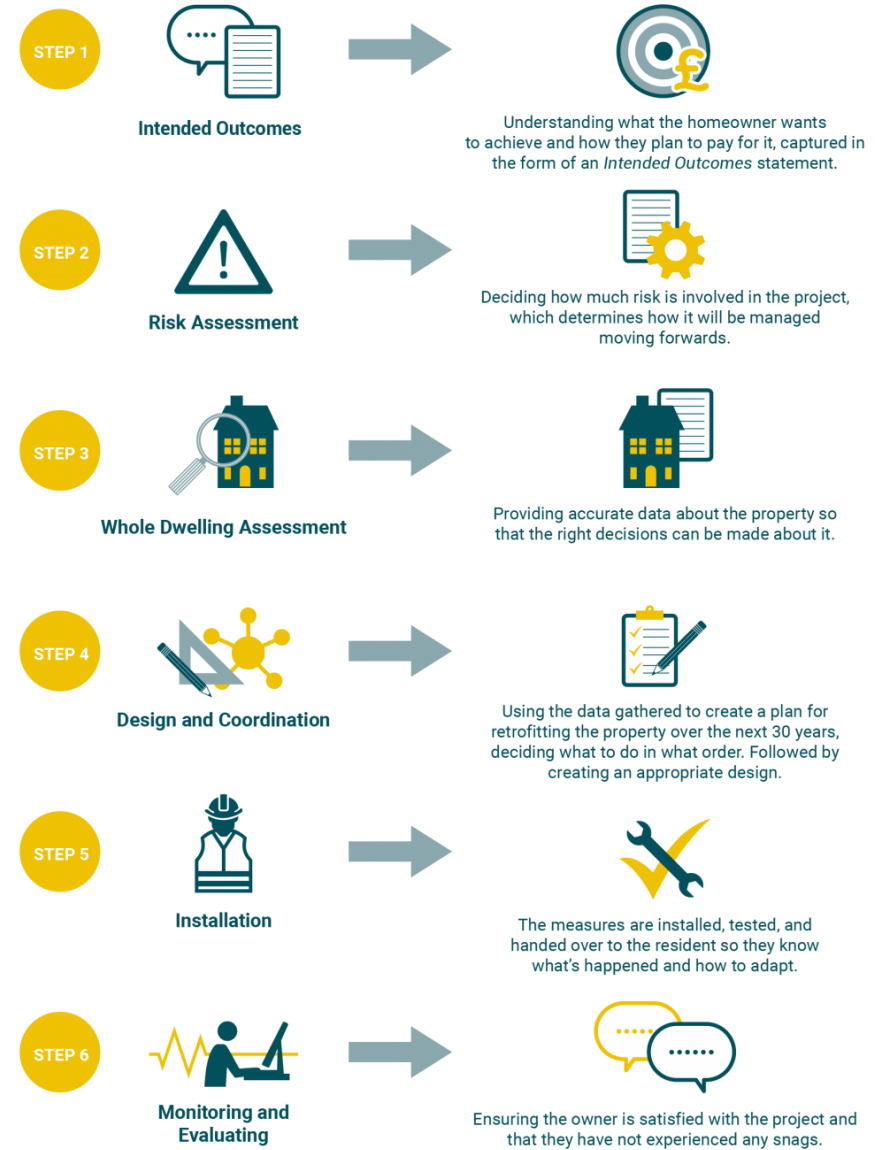 STEP 1
Intended Outcomes
£
Understanding what the homeowner wants
to achieve and how they plan to pay for it, captured in
the form of an Intended Outcomes statement.
STEP 2
!
Risk Assessment
Deciding how much risk is involved in the project,
which determines how it will be managed
moving forwards.
STEP 3
Whole Dwelling Assessment
Providing accurate data about the property so
that the right decisions can be made about it.
STEP 4
Design and Coordination
Using the data gathered to create a plan for
retrofitting the property over the next 30 years,
deciding what to do in what order. Followed by
creating an appropriate design.
STEP 5
Installation
The measures are installed, tested, and
handed over to the resident so they know
what's happened and how to adapt.
STEP 6
Monitoring and
Evaluating
Ensuring the owner is satisfied with the project and
that they have not experienced any snags.